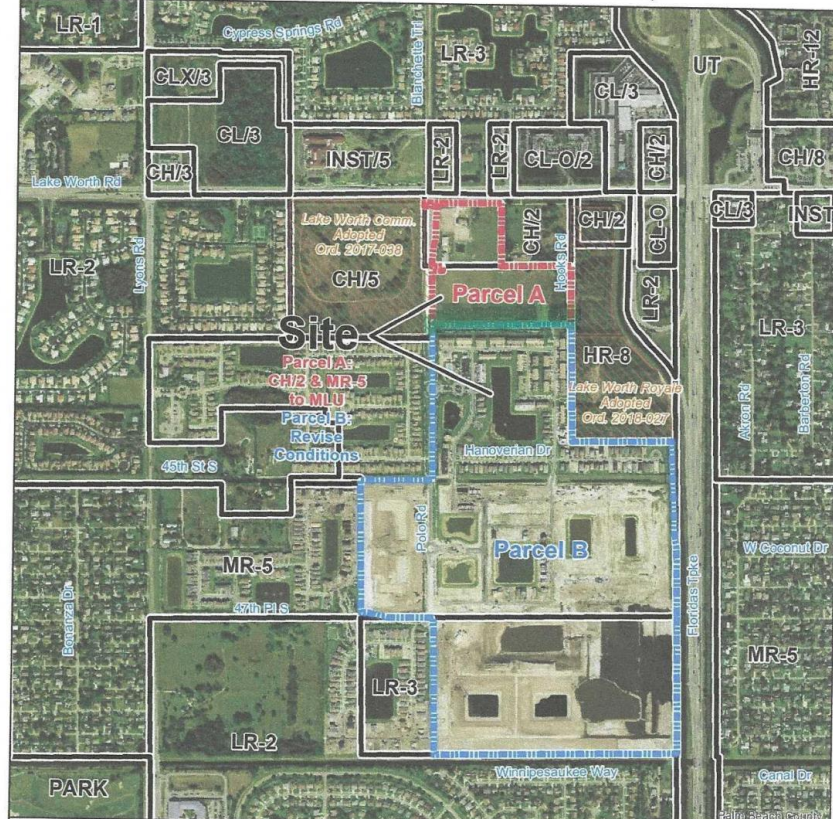 LR-1
Cypress Springs Rd
Blanchette Trl
LR-3
UT
HR-12
CLX/3
CL/3
CL/3
INST/5
LR-2
LR-2
CL-O/2
CH/2
CH/8
CH/3
Lake Worth Rd
CL/3
INST
Lake Worth Comm.
Adopted
Ord. 2017-038
CH/5
CH/2
Hooks Rd
CH/2
CL-O
LR-2
LR-2
Lyons Rd
Parcel A
Site
LR-3
HR-8
Lake Worth Royale
Adopted
Ord. 2018-027
Parcel A:
CH/2 & MR-5
to MLU
Parcel B:
Revise
Conditions
Akron Rd
Barberton Rd
Hanoverian Dr
45th St S
Polo Rd
Parcel B
W Coconut Dr
MR-5
Floridas Tpke
Bonanza Dr
47th Pl S
MR-5
LR-3
LR-2
Winnipesaukee Way
Canal Dr
PARK
Palm Beach County